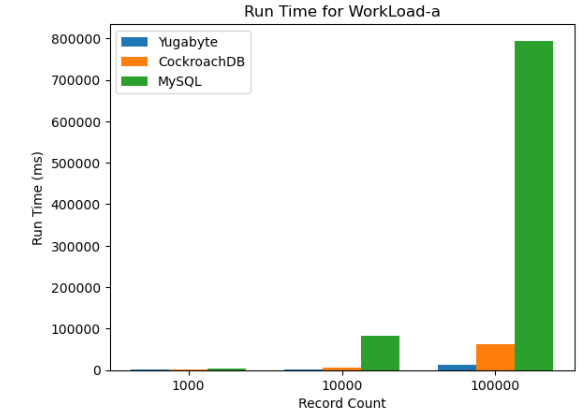 Run Time for WorkLoad-a
Yugabyte
CockroachDB
MySQL
800000
700000
600000
500000
400000
300000
200000
100000
0
Run Time (ms)
1000 10000 100000
Record Count